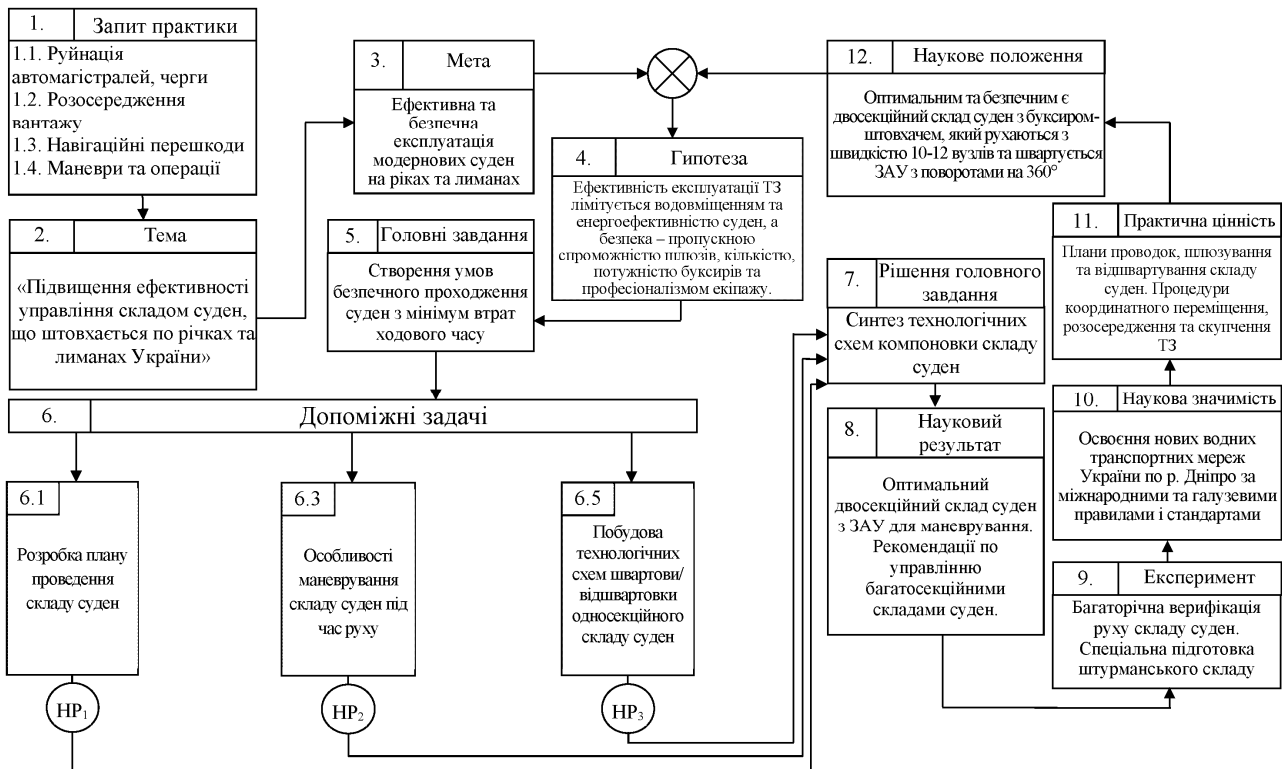 1. Запит практики
1.1. Руйнація
автомагістралей, черги
1.2. Розосередження
вантажу
1.3. Навігаційні перешкоди
1.4. Маневри та операції
2. Тема
«Підвищення ефективності
управління складом суден,
що штовхається по річках та
лиманах України»
3. Мета
Ефективна та
безпечна
експлуатація
модернових суден
на ріках та лиманах
4. Гипотеза
Ефективність експлуатації ТЗ
лімітується водовміщенням та
енергоефективністю суден, а
безпека – пропускною
спроможністю шлюзів, кількістю,
потужністю буксирів та
професіоналізмом екіпажу.
5. Головні завдання
Створення умов
безпечного проходження
суден з мінімум втрат
ходового часу
6. Допоміжні задачі
6.1
Розробка плану
проведення
складу суден
НР1
6.3
Особливості
маневрування
складу суден під
час руху
НР2
6.5
Побудова
технологічних
схем швартови/
відшвартовки
односекційного
складу суден
НР3
7. Рішення головного
завдання
Синтез технологічних
схем компоновки складу
суден
8. Науковий
результат
Оптимальний
двосекційний склад суден
з ЗАУ для маневрування.
Рекомендації по
управлінню
багатосекційними
складами суден.
9. Експеримент
Багаторічна верифікація
руху складу суден.
Спеціальна підготовка
штурманського складу
10. Наукова значимість
Освоєння нових водних
транспортних мереж
України по р. Дніпро за
міжнародними та галузевими
правилами і стандартами
11. Практична цінність
Плани проводок, шлюзування
та відшвартування складу
суден. Процедури
координатного переміщення,
розосередження та скупчення
ТЗ
12. Наукове положення
Оптимальним та безпечним є
двосекційний склад суден з буксиром-
штовхачем, який рухаються з
швидкістю 10-12 вузлів та швартується
ЗАУ з поворотами на 360°